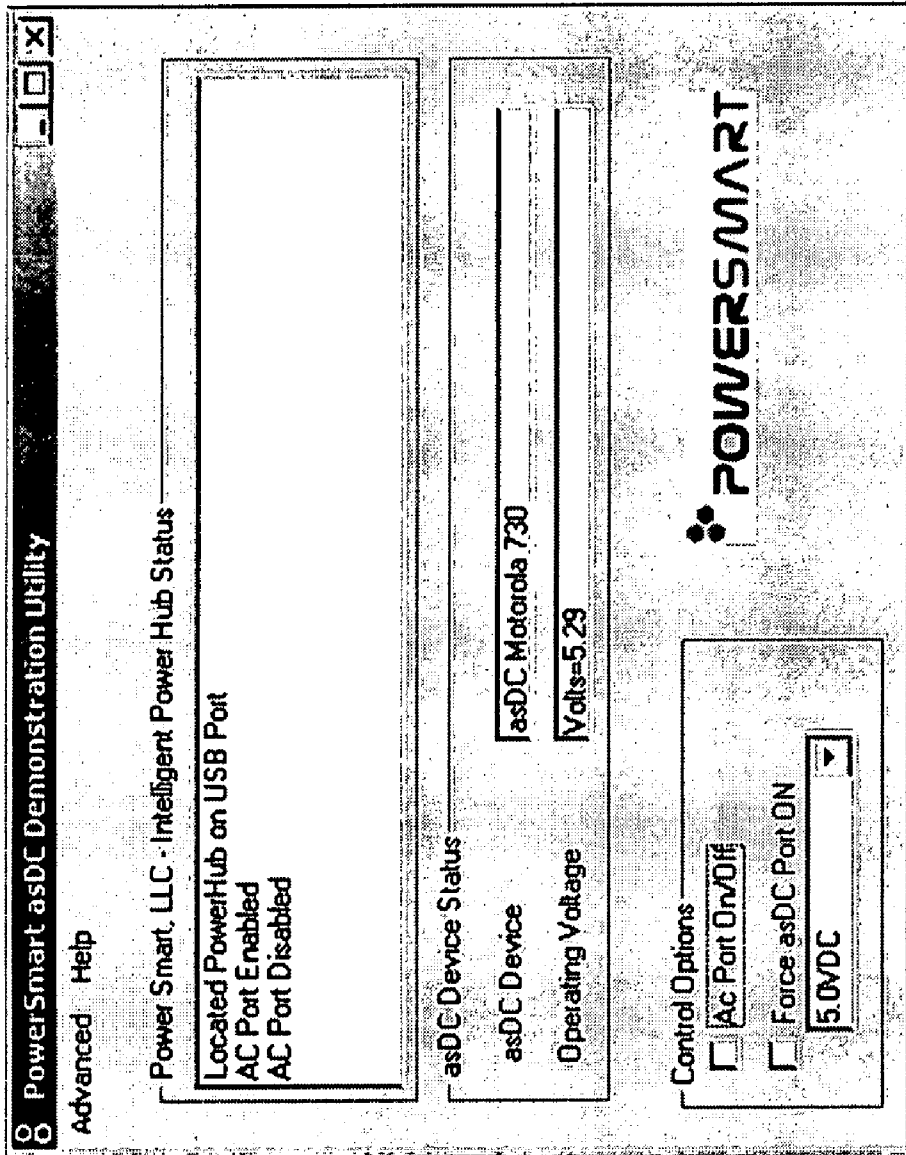 PowerSmart asDC Demonstration Utility
Advanced Help
Power Smart, LLC - Intelligent Power Hub Status
Located PowerHub on USB Port
AC Port Enabled
AC Port Disabled
asDC Device Status
asDC Device
asDC Motorola 730
Operating Voltage
Volts=5.29
Control Options
Ac Port On/Off
Force asDC Port ON
5.0VDC
POWERSMART